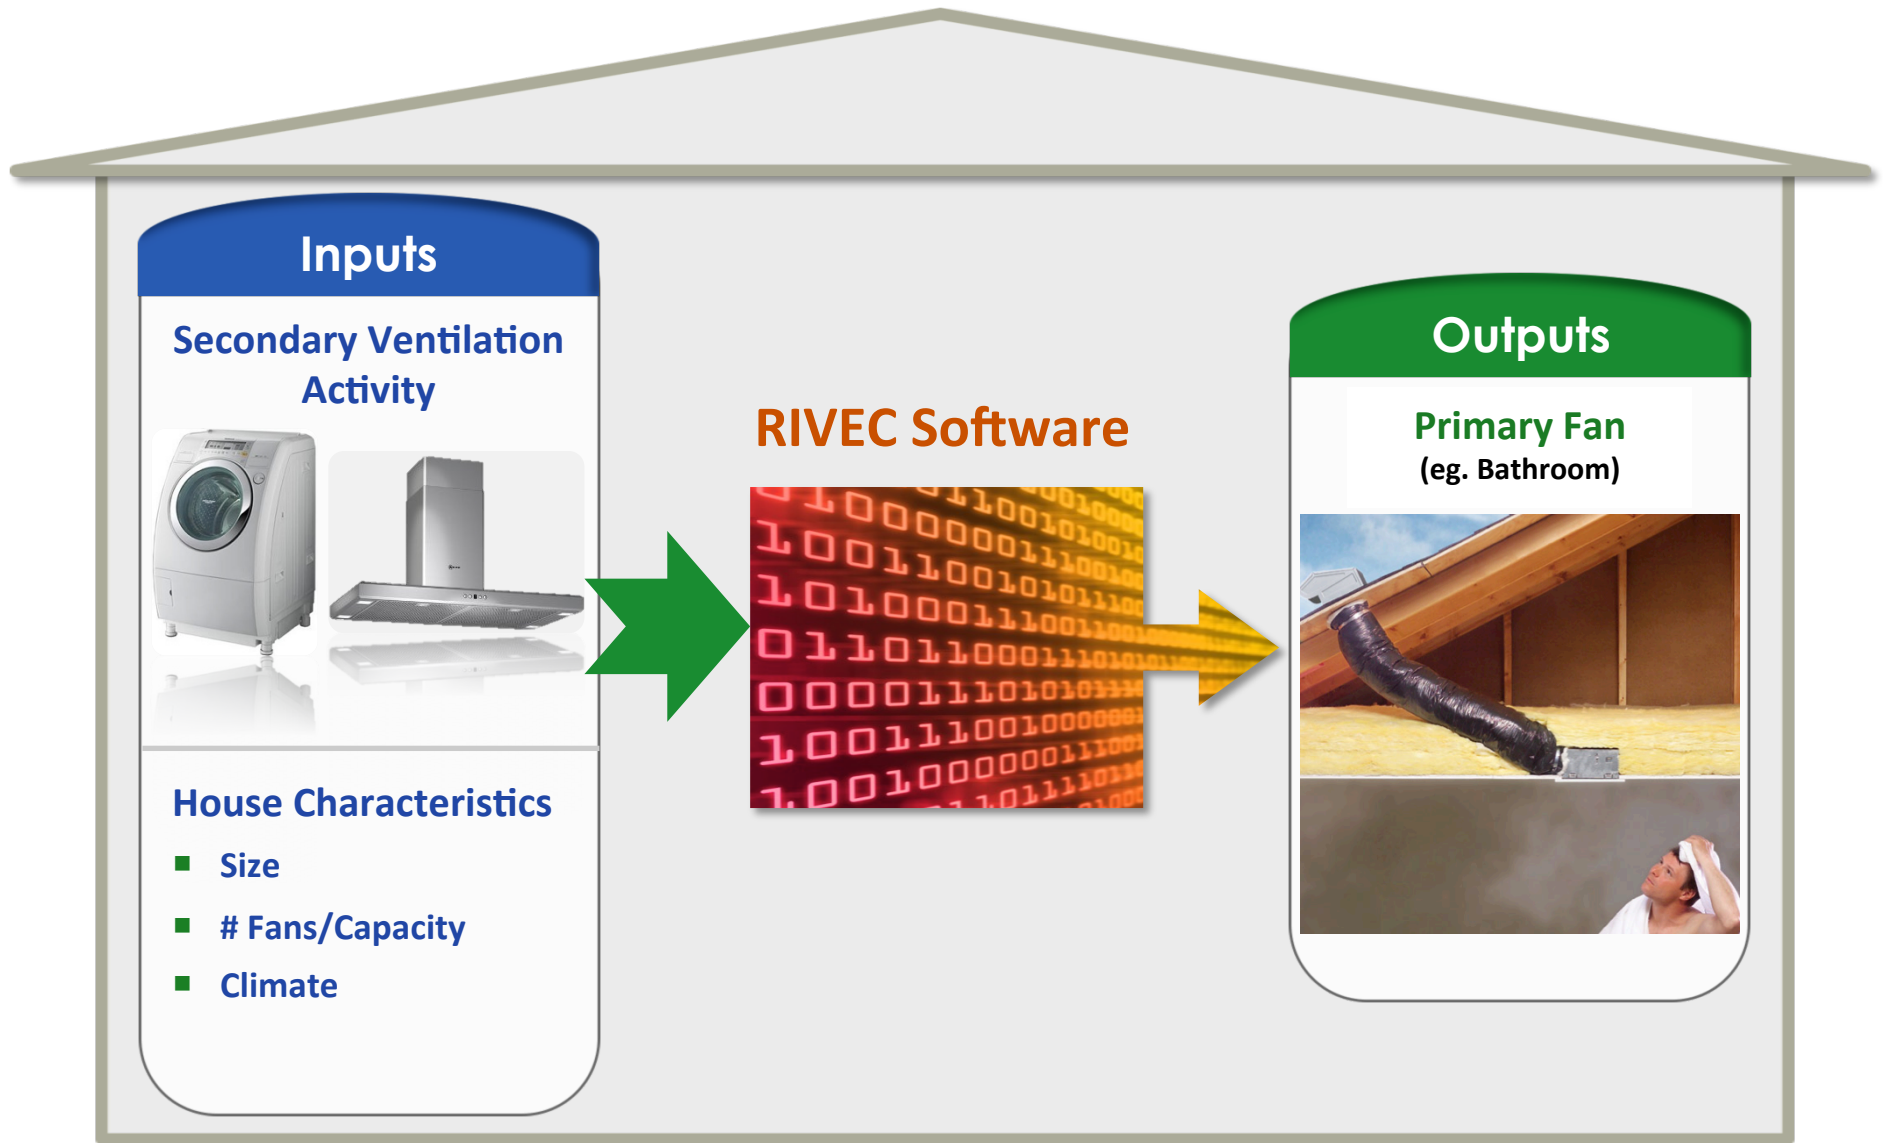 Inputs
Secondary Ventilation
Activity
House Characteristics
Size
# Fans/Capacity
Climate
RIVEC Software
Outputs
Primary Fan
(eg. Bathroom)